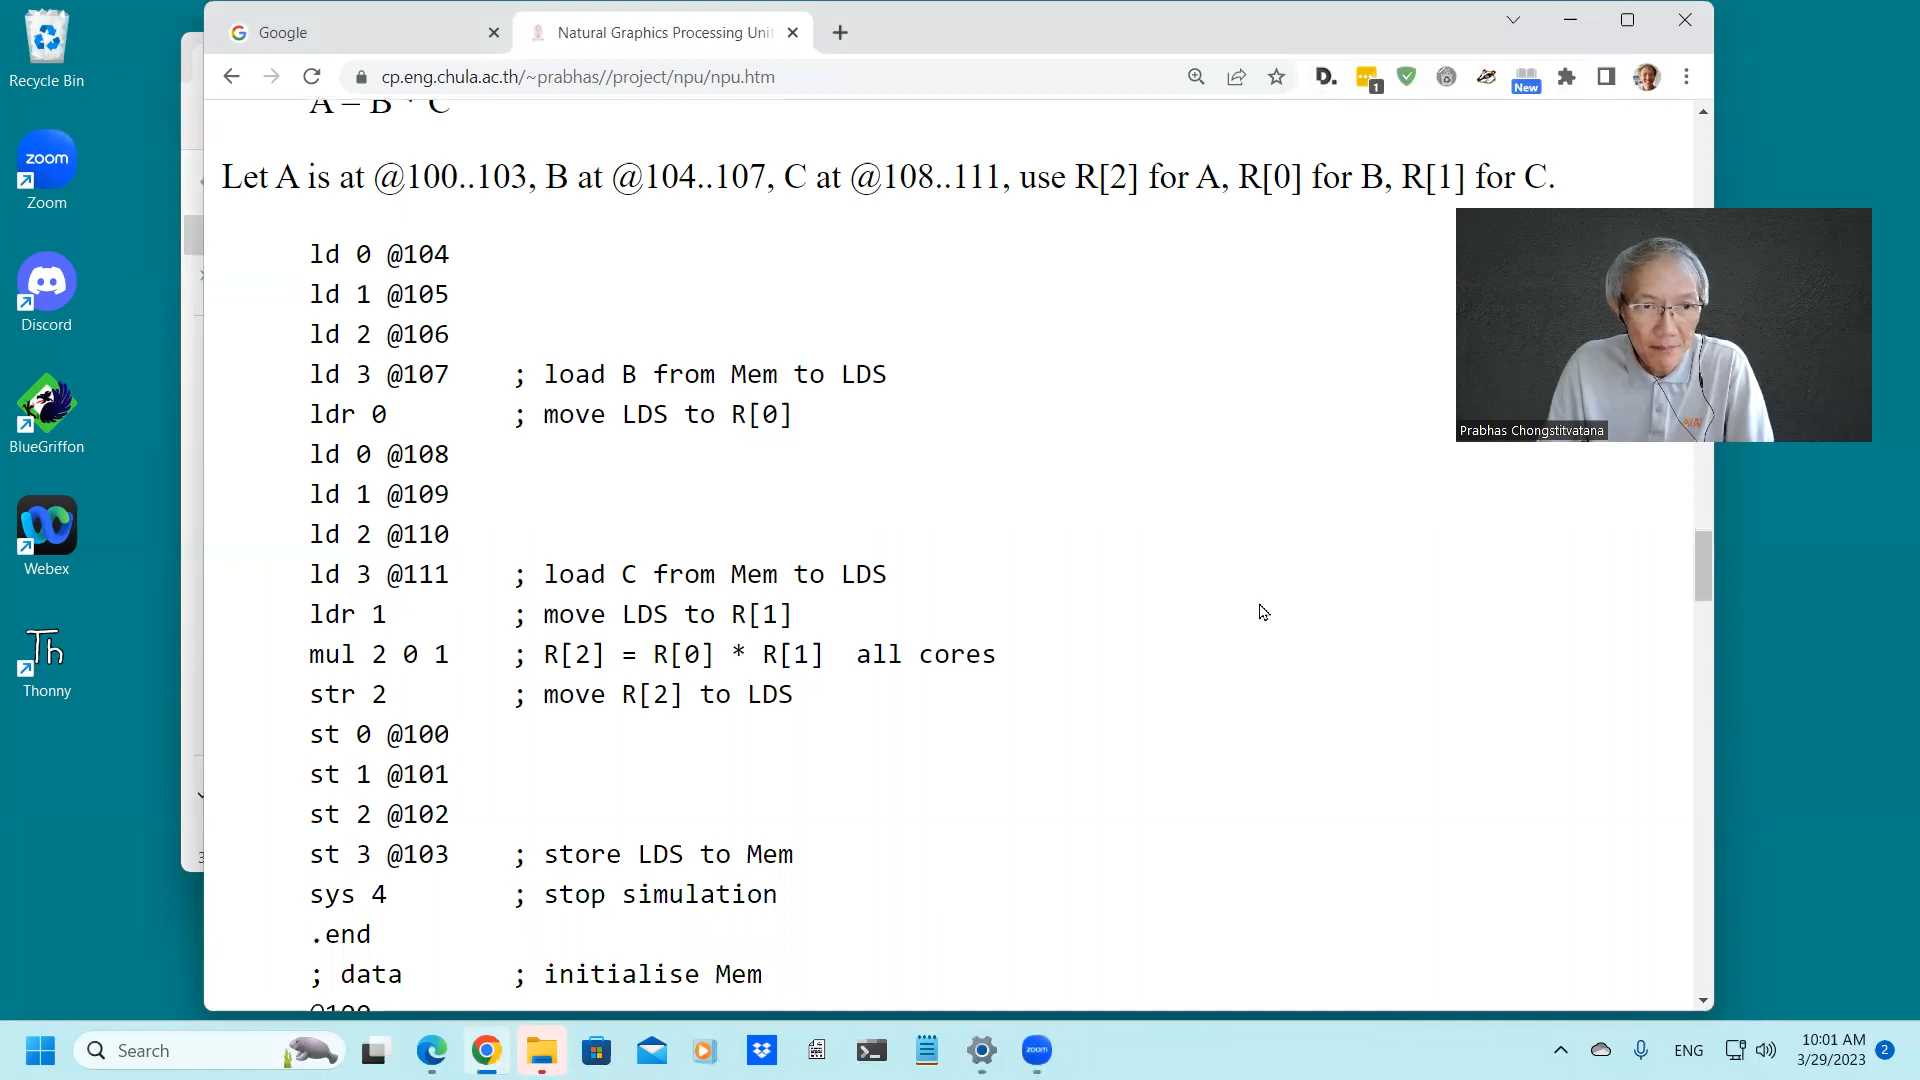 Recycle Bin
Zoom
Discord
BlueGriffon
Webex
Th
Thonny
zoom
Google
Natural Graphics Processing Unit
cp.eng.chula.ac.th/~prabhas//project/npu/npu.htm
D.
1
New
Let A is at @100..103, B at @104..107, C at @108..111, use R[2] for A, R[0] for B, R[1] for C.
ld 0 @104
ld 1 @105
ld 2 @106
ld 3 @107 ; load B from Mem to LDS
ldr 0 ; move LDS to R[0]
ld 0 @108
ld 1 @109
ld 2 @110
ld 3 @111 ; load C from Mem to LDS
ldr 1 ; move LDS to R[1]
mul 2 0 1 ; R[2] = R[0] * R[1] all cores
str 2 ; move R[2] to LDS
st 0 @100
st 1 @101
st 2 @102
st 3 @103 ; store LDS to Mem
sys 4 ; stop simulation
.end
; data ; initialise Mem
@100
Prabhas Chongstitvatana
Search
zoom
ENG
10:01 AM
3/29/2023
2